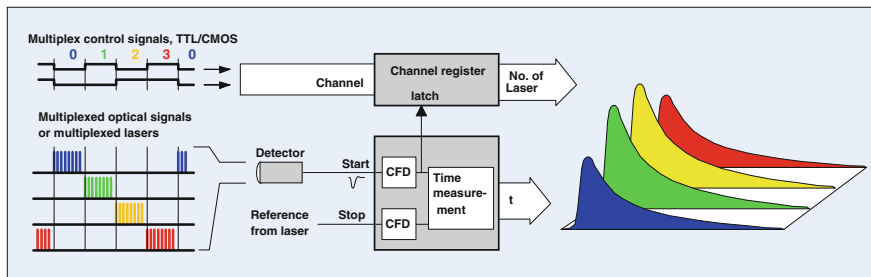 Multiplex control signals, TTL/CMOS
0 1 2 3 0
Channel
Channel register
latch
No. of
Laser
Multiplexed optical signals
or multiplexed lasers
Detector
Start
CFD
Time
measure-
ment
t
Reference
from laser
Stop
CFD